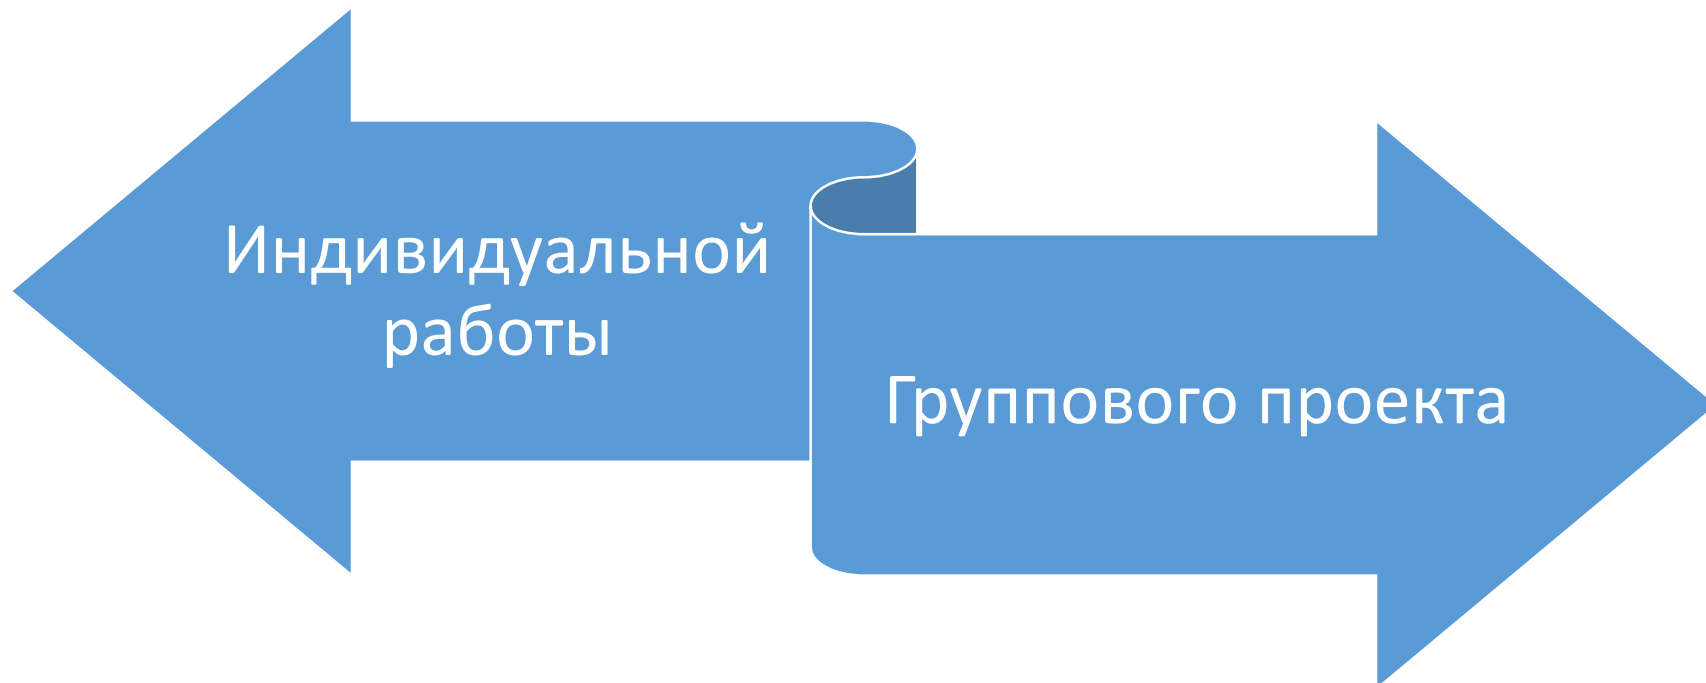 Индивидуальной
работы
Группового проекта